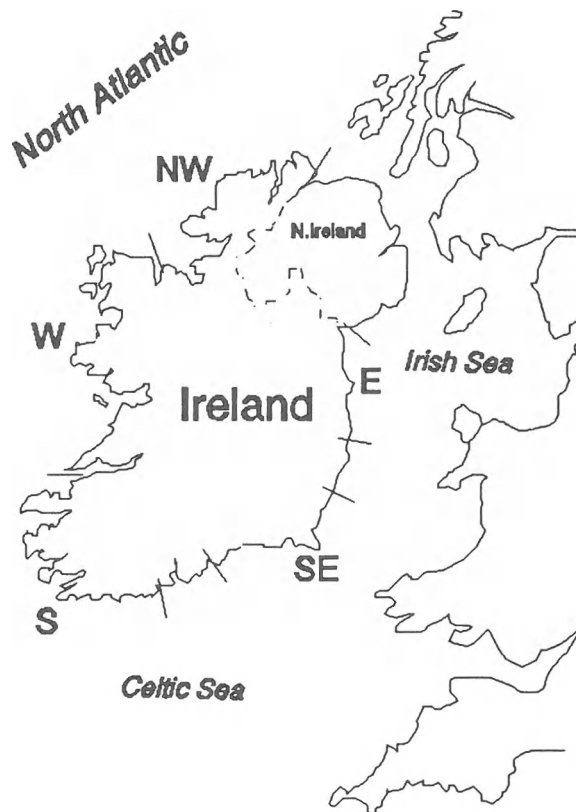 North Atlantic
NW
N.Ireland
W
Irish Sea
E
Ireland
SE
S
Celtic Sea